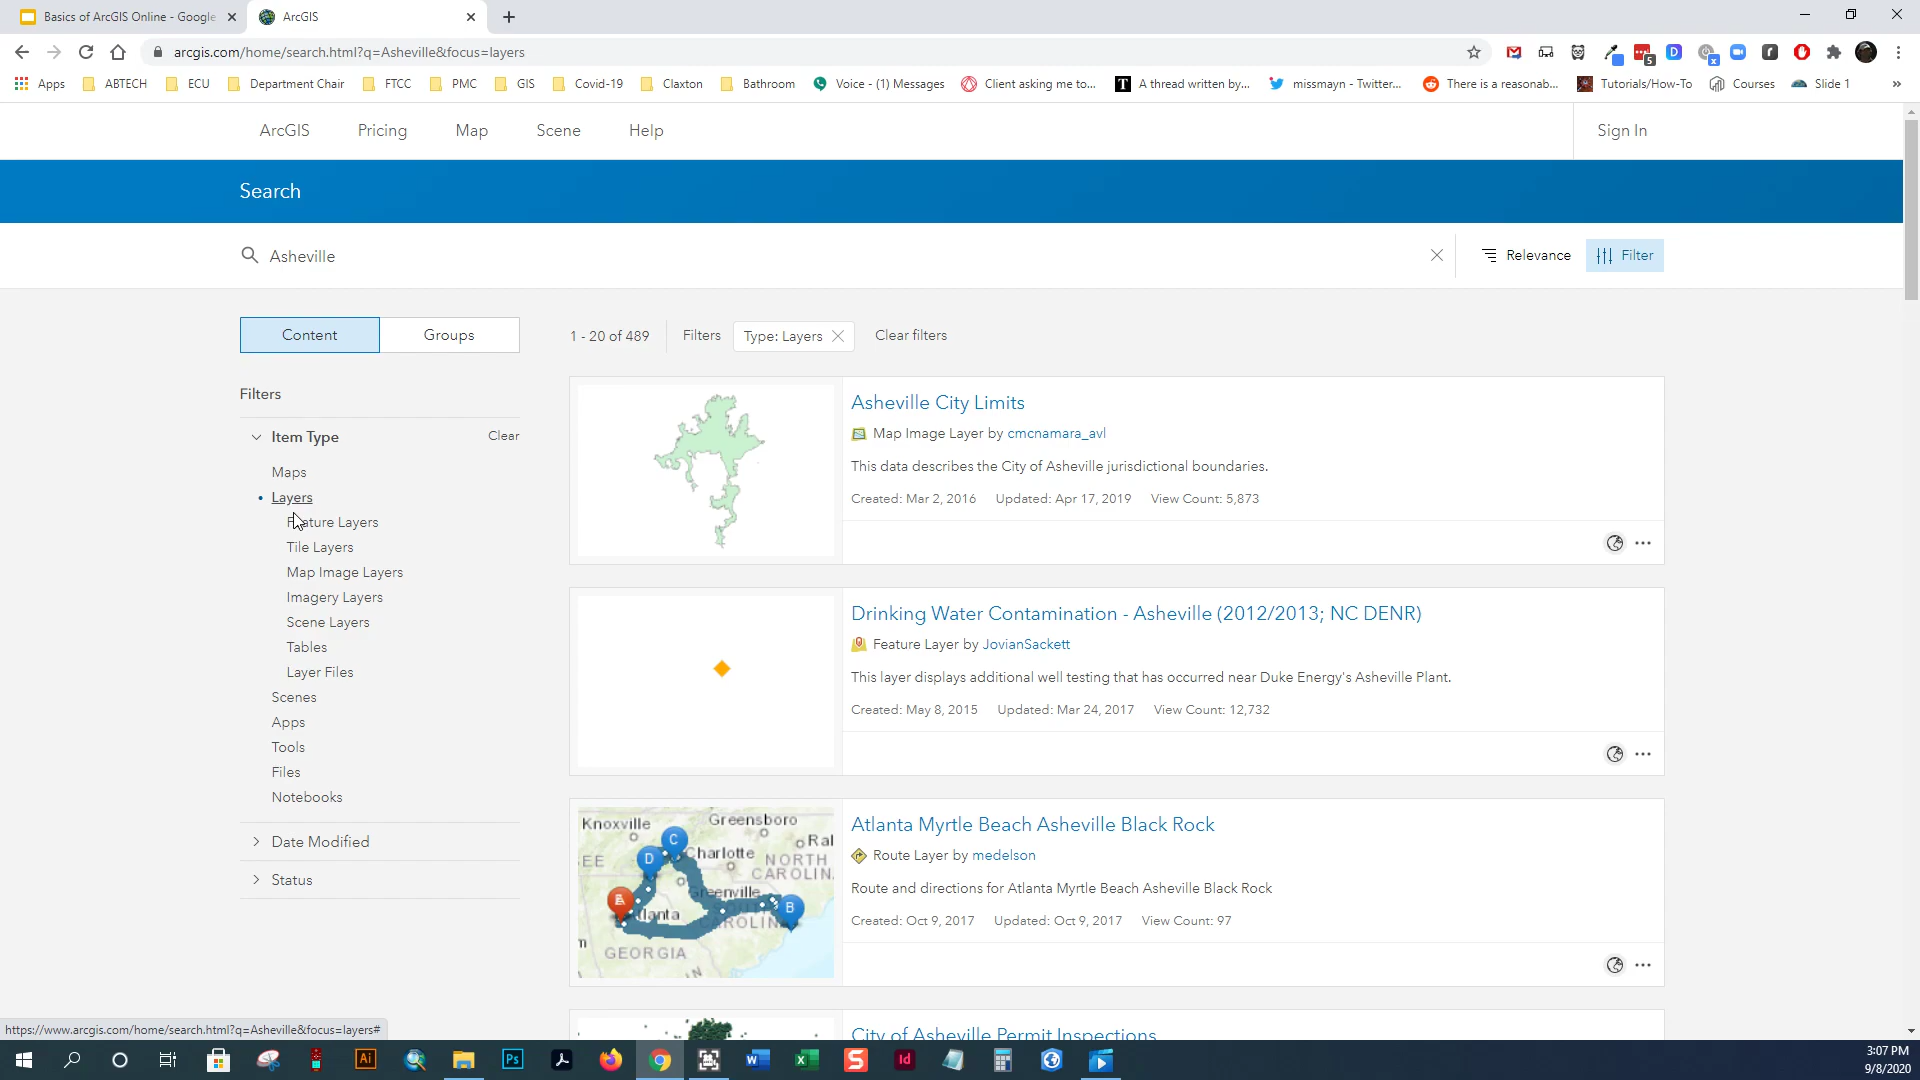 Basics of ArcGIS Online - Google
ArcGIS
arcgis.com/home/search.html?q=Asheville&focus=layers
Apps ABTECH ECU Department Chair FTCC PMC GIS Covid-19 Claxton Bathroom Voice - (1) Messages Client asking me to... A thread written by... missmayn - Twitter... There is a reasonab... Tutorials/How-To Courses Slide 1 »
ArcGIS Pricing Map Scene Help Sign In
Search
Asheville Relevance Filter
Content Groups 1 - 20 of 489 Filters Type: Layers Clear filters
Filters
Item Type Clear
Maps
Layers
Feature Layers
Tile Layers
Map Image Layers
Imagery Layers
Scene Layers
Tables
Layer Files
Scenes
Apps
Tools
Files
Notebooks
Date Modified
Status
Asheville City Limits
Map Image Layer by cmcnamara_avl
This data describes the City of Asheville jurisdictional boundaries.
Created: Mar 2, 2016 Updated: Apr 17, 2019 View Count: 5,873
Drinking Water Contamination - Asheville (2012/2013; NC DENR)
Feature Layer by JovianSackett
This layer displays additional well testing that has occurred near Duke Energy's Asheville Plant.
Created: May 8, 2015 Updated: Mar 24, 2017 View Count: 12,732
Knoxville Greensboro
C Ral
EE D Charlotte NORTH
CAROLIN
Greenville
A lanta B
CAROLIN
GEORGIA
Atlanta Myrtle Beach Asheville Black Rock
Route Layer by medelson
Route and directions for Atlanta Myrtle Beach Asheville Black Rock
Created: Oct 9, 2017 Updated: Oct 9, 2017 View Count: 97
City of Asheville Permit Inspections
https://www.arcgis.com/home/search.html?q=Asheville&focus=layers#
3:07 PM
9/8/2020